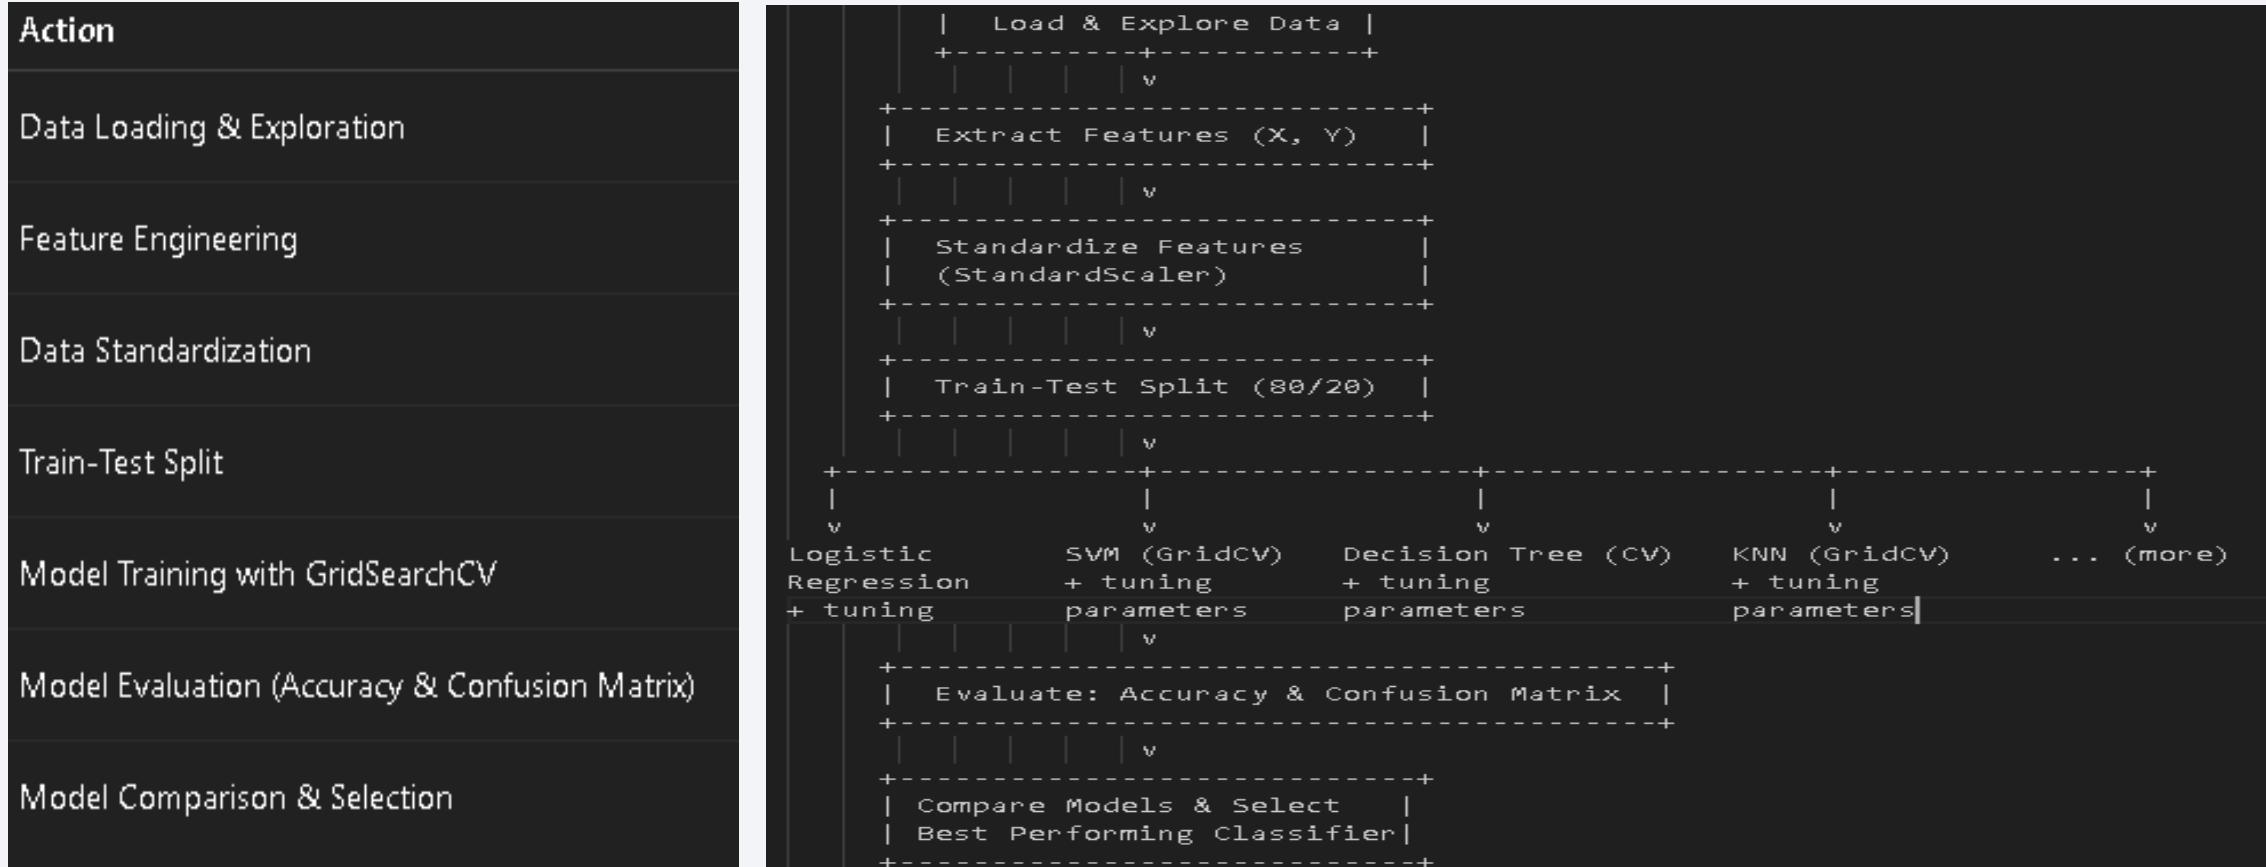 Action
Data Loading & Exploration
Feature Engineering
Data Standardization
Train-Test Split
Model Training with GridSearchCV
Model Evaluation (Accuracy & Confusion Matrix)
Model Comparison & Selection
| Load & Explore Data |
+-----------+------------+
v
+----------------------------+
| Extract Features (X, Y) |
+----------------------------+
v
+----------------------------+
| Standardize Features |
| (StandardScaler) |
+----------------------------+
v
+----------------------------+
| Train-Test Split (80/20) |
+----------------------------+
v
+----------------+-----------------+------------------+----------------+
| | | | |
v v v v v
Logistic SVM (GridCV) Decision Tree (CV) KNN (GridCV) ... (more)
Regression + tuning + tuning + tuning
+ tuning parameters parameters parameters
v
+-----------------------------------------+
| Evaluate: Accuracy & Confusion Matrix |
+-----------------------------------------+
v
+----------------------------+
| Compare Models & Select |
| Best Performing Classifier|
+----------------------------+